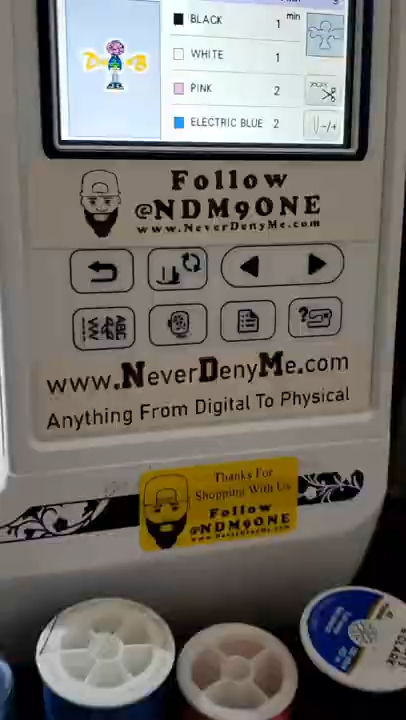 min
BLACK 1
WHITE 1
PINK 2
ELECTRIC BLUE 2
-/+
D B
Follow
@NDM9ONE
www.NeverDenyMe.com
ABC
?
www.NeverDenyMe.com
Anything From Digital To Physical
Thanks For
Shopping With Us
Follow
@NDM9ONE
www.NeverDenyMe.com